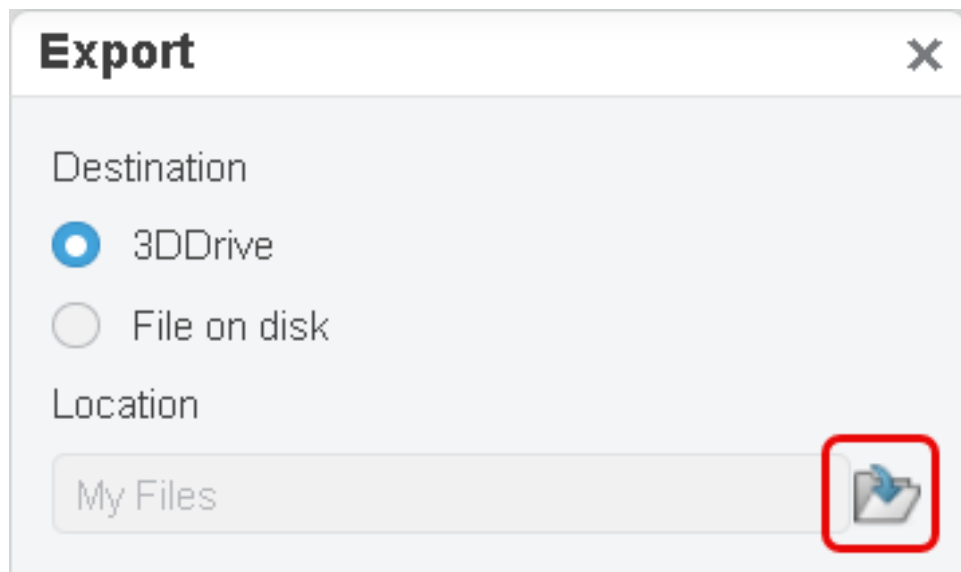 Export
Destination
3DDrive
File on disk
Location
My Files